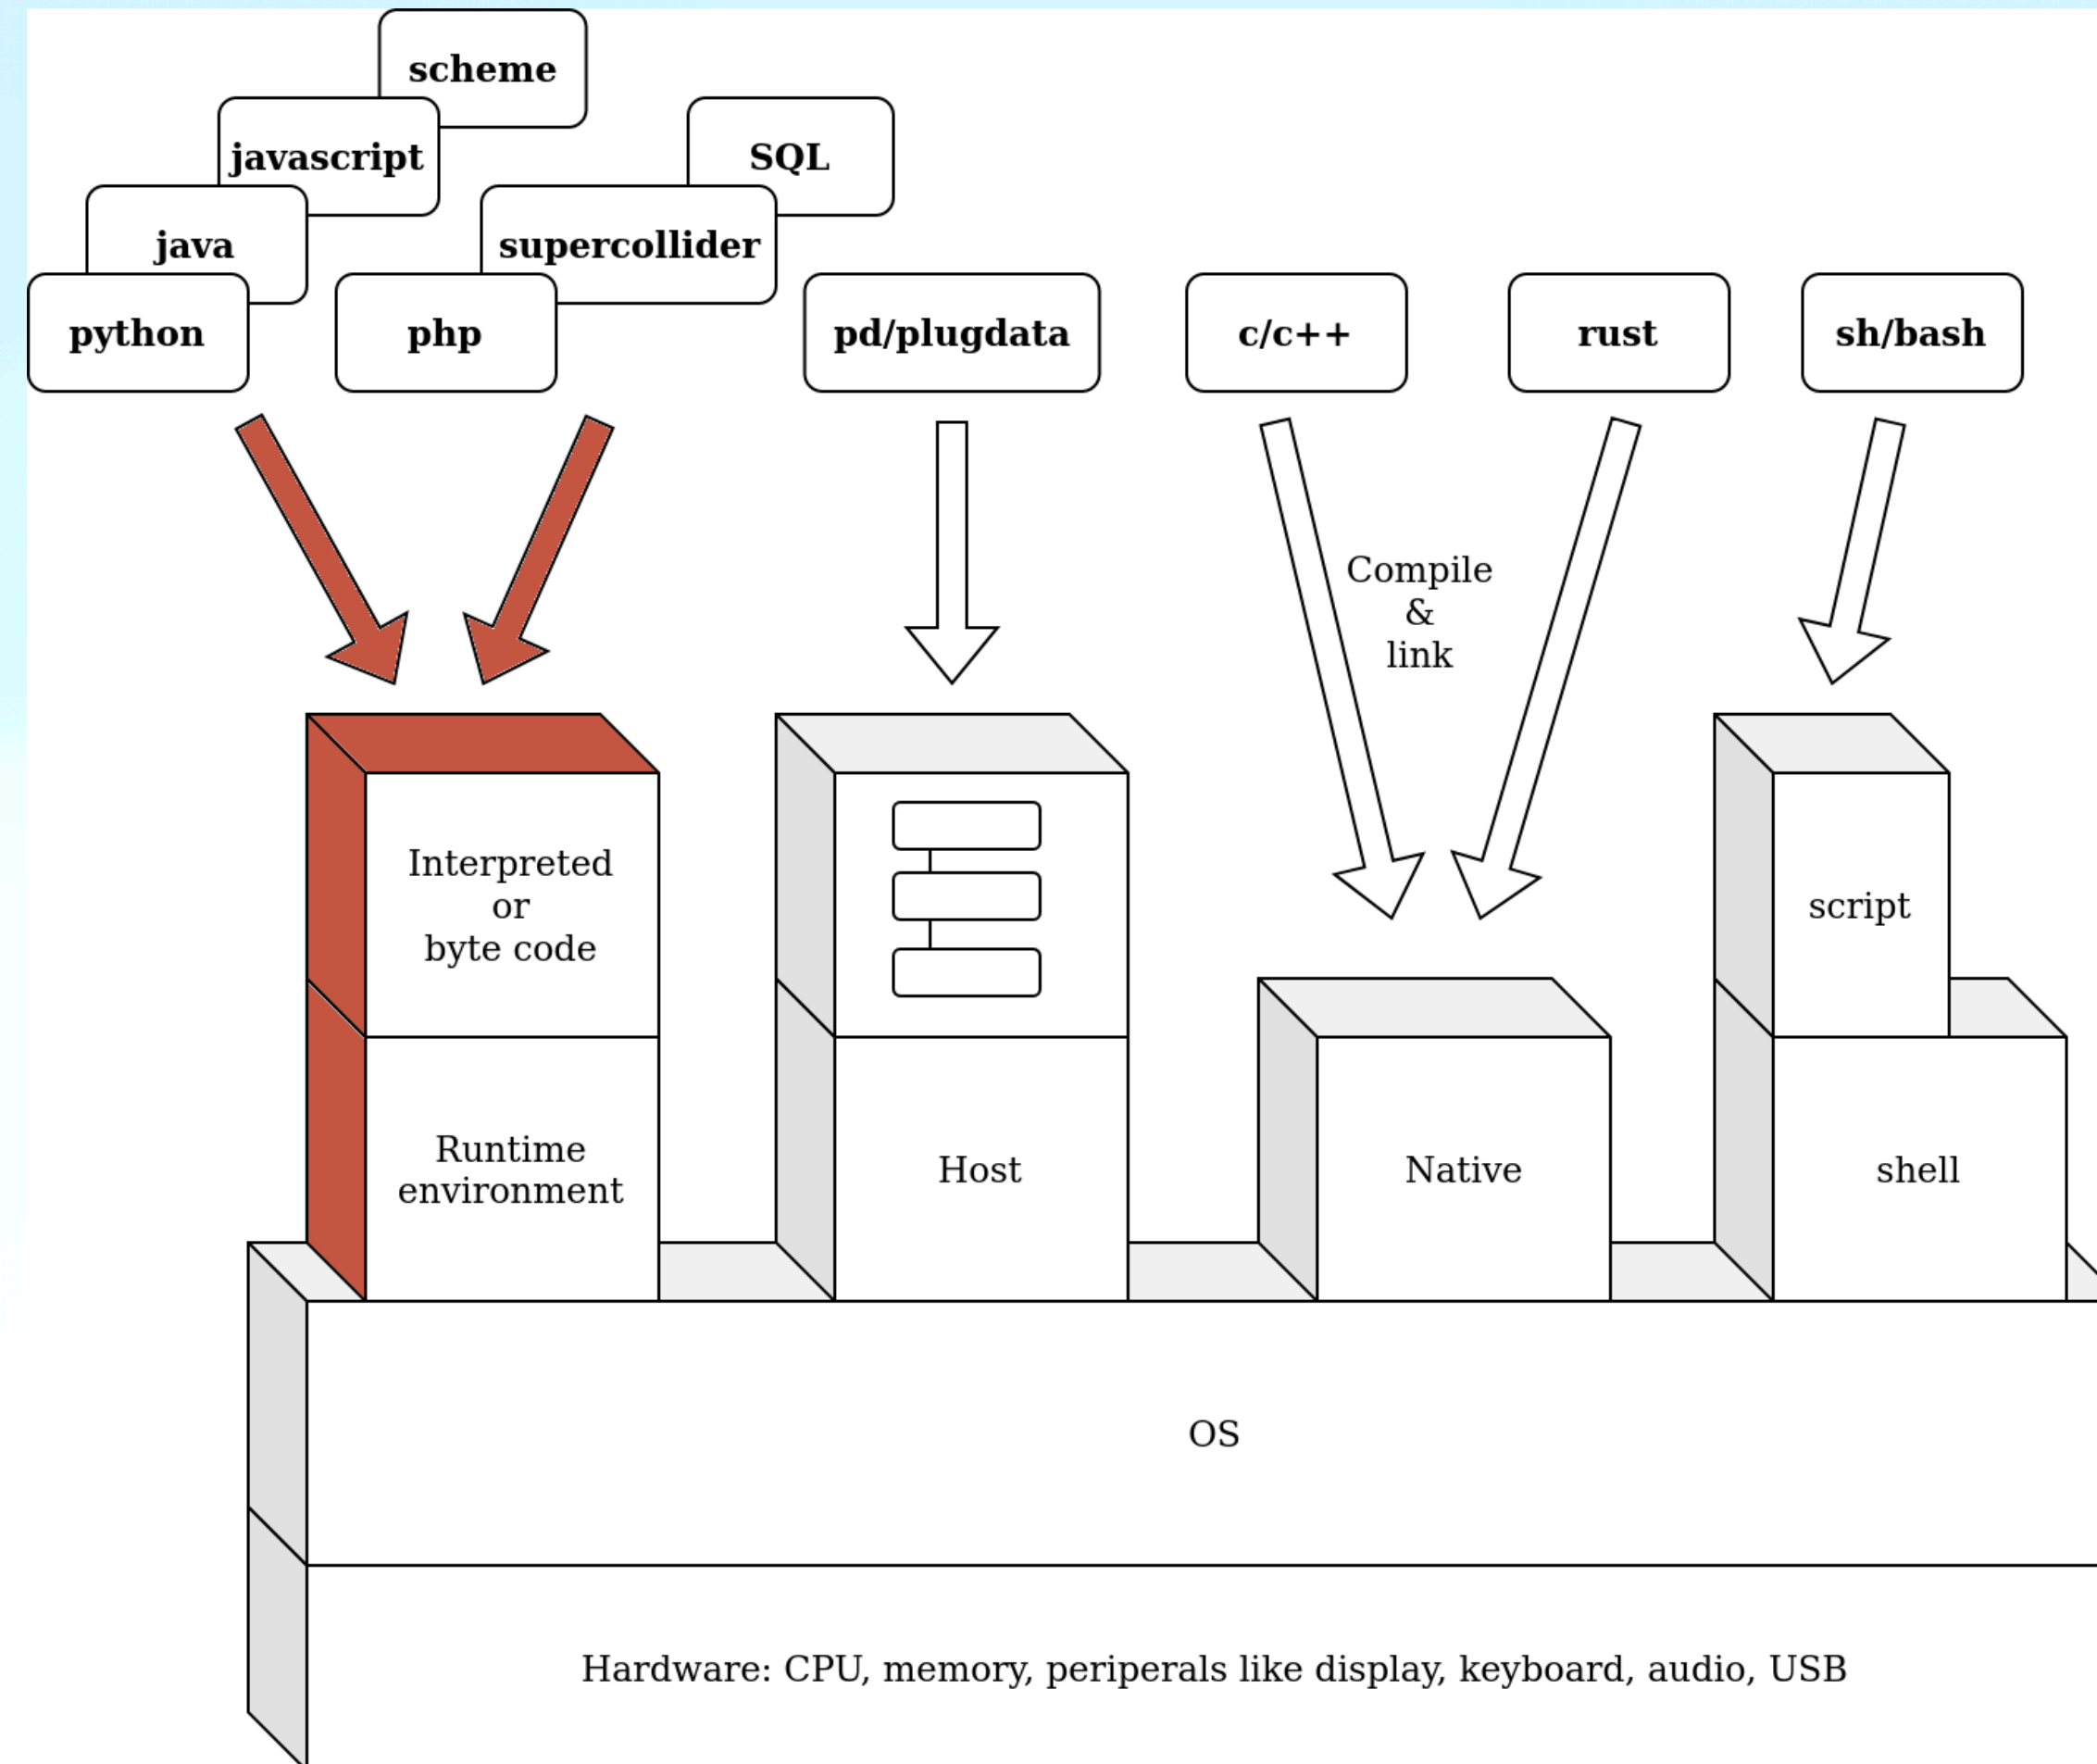 scheme
javascript
SQL
java
supercollider
python
php
pd/plugdata
c/c++
rust
sh/bash
Compile
&
link
Interpreted
or
byte code
script
Runtime
environment
Host
Native
shell
OS
Hardware: CPU, memory, periperals like display, keyboard, audio, USB